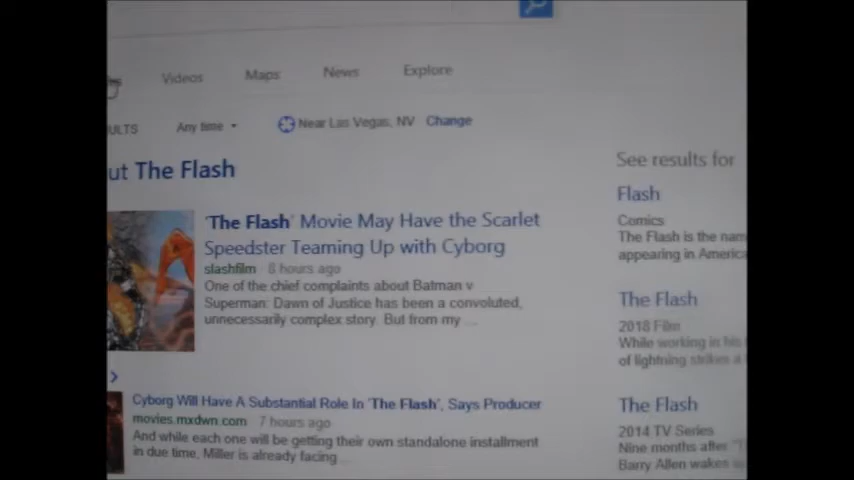 Videos Maps News Explore
Any time Near Las Vegas, NV Change
The Flash
'The Flash' Movie May Have the Scarlet
Speedster Teaming Up with Cyborg
slashfilm · 8 hours ago
One of the chief complaints about Batman v
Superman: Dawn of Justice has been a convoluted,
unnecessarily complex story. But from my ...
Cyborg Will Have A Substantial Role In 'The Flash', Says Producer
movies.mxdwn.com · 7 hours ago
And while each one will be getting their own standalone installment
in due time, Miller is already facing ...
See results for
Flash
Comics
The Flash is the
appearing in
The Flash
2018 Film
While working in his
of lightning strikes a
The Flash
2014 TV Series
Nine months after
Barry Allen wakes